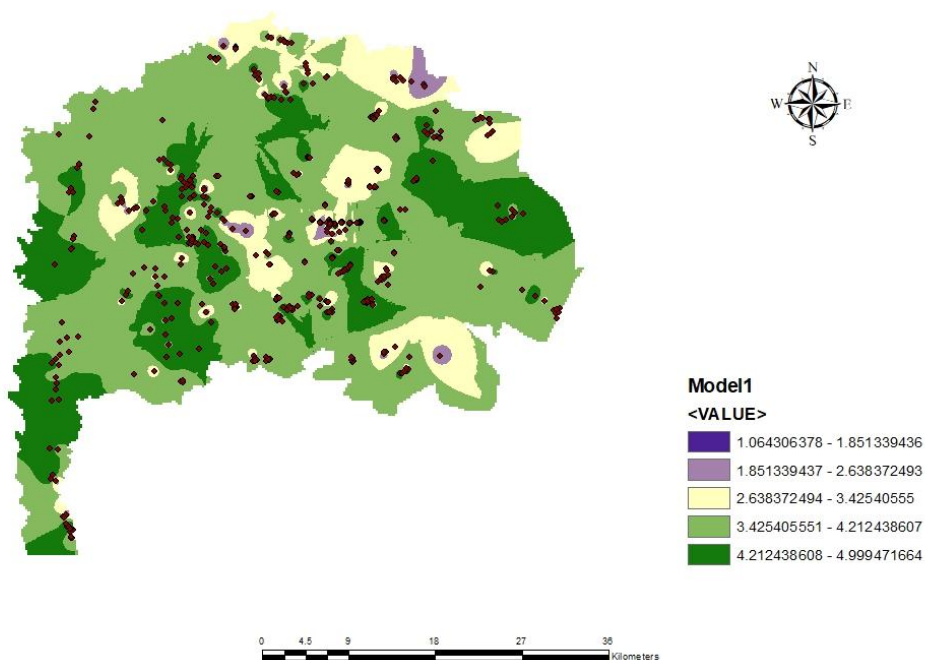 N
W E
S
Model1
<VALUE>
1.064306378 - 1.851339436
1.851339437 - 2.638372493
2.638372494 - 3.42540555
3.425405551 - 4.212438607
4.212438608 - 4.999471664
0 4.5 9 18 27 36
Kilometers